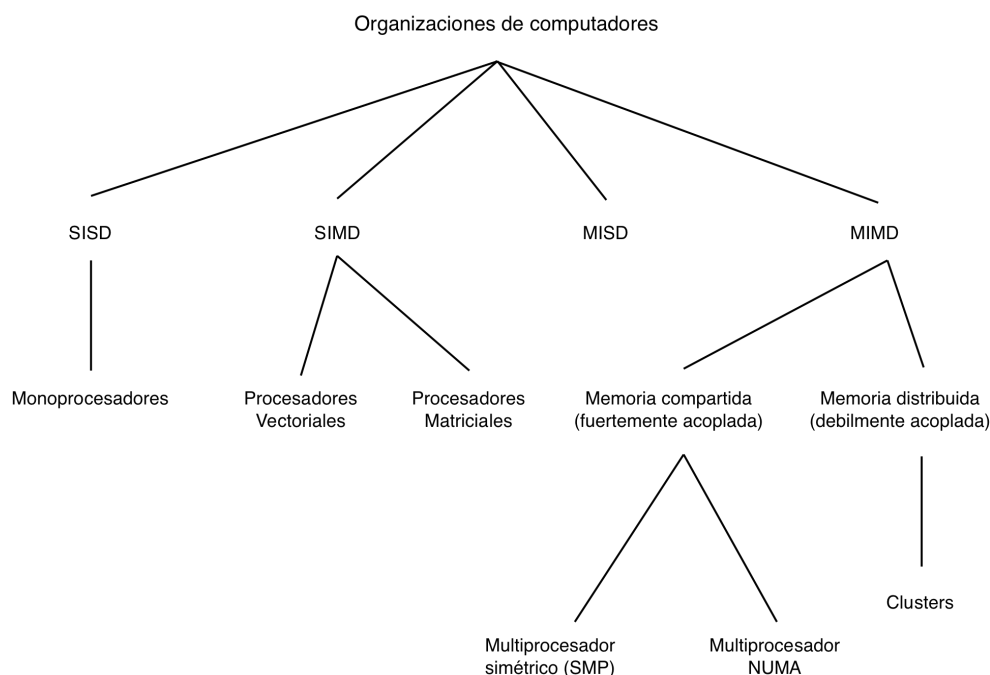 Organizaciones de computadores
SISD
SIMD
MISD
MIMD
Monoprocesadores
Procesadores
Vectoriales
Procesadores
Matriciales
Memoria compartida
(fuertemente acoplada)
Memoria distribuida
(debilmente acoplada)
Clusters
Multiprocesador
simétrico (SMP)
Multiprocesador
NUMA